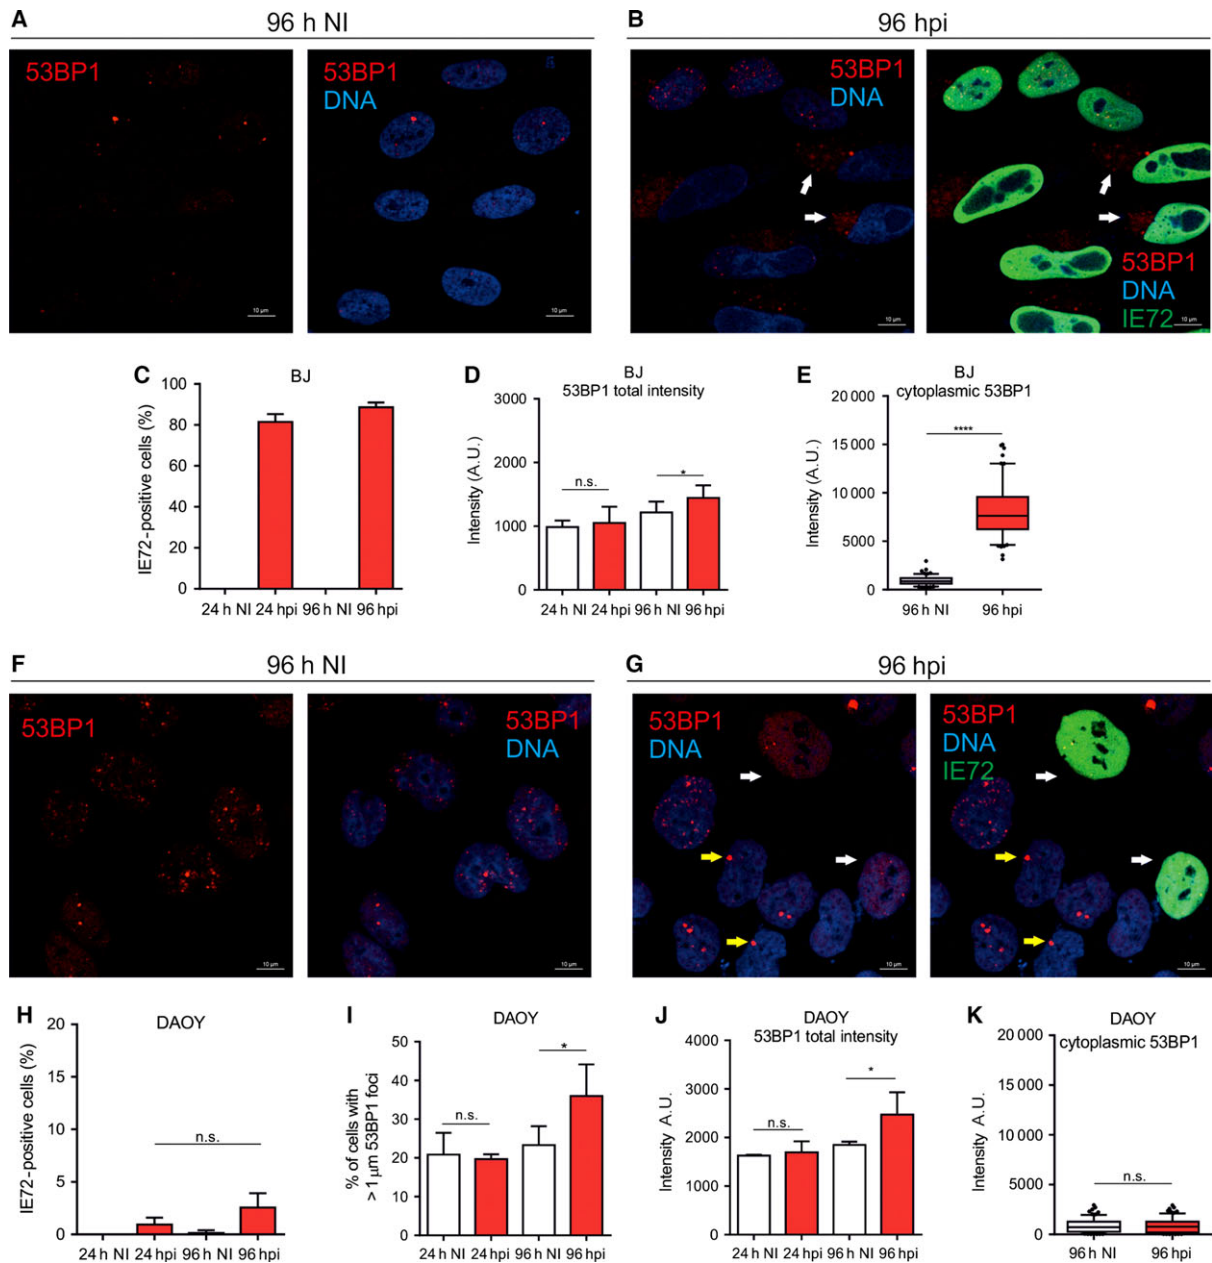 A
96 h NI
B
96 hpi
53BP1
53BP1
DNA
53BP1
DNA
53BP1
DNA
IE72
10 µm
10 µm
10 µm
10 µm
C
BJ
IE72-positive cells (%)
100
80
60
40
20
0
24 h NI 24 hpi 96 h NI 96 hpi
D
BJ
53BP1 total intensity
Intensity (A.U.)
3000
2000
1000
0
n.s.
*
24 h NI 24 hpi 96 h NI 96 hpi
E
BJ
cytoplasmic 53BP1
Intensity (A.U.)
20 000
15 000
10 000
5000
0
****
96 h NI 96 hpi
F
96 h NI
G
96 hpi
53BP1
53BP1
DNA
53BP1
DNA
53BP1
DNA
IE72
10 µm
10 µm
10 µm
10 µm
H
DAOY
IE72-positive cells (%)
20
15
10
5
0
n.s.
24 h NI 24 hpi 96 h NI 96 hpi
I
DAOY
% of cells with
> 1 µm 53BP1 foci
50
40
30
20
10
0
n.s.
*
24 h NI 24 hpi 96 h NI 96 hpi
J
DAOY
53BP1 total intensity
Intensity A.U.
4000
3000
2000
1000
0
n.s.
*
24 h NI 24 hpi 96 h NI 96 hpi
K
DAOY
cytoplasmic 53BP1
Intensity A.U.
20 000
15 000
10 000
5000
0
n.s.
96 h NI 96 hpi